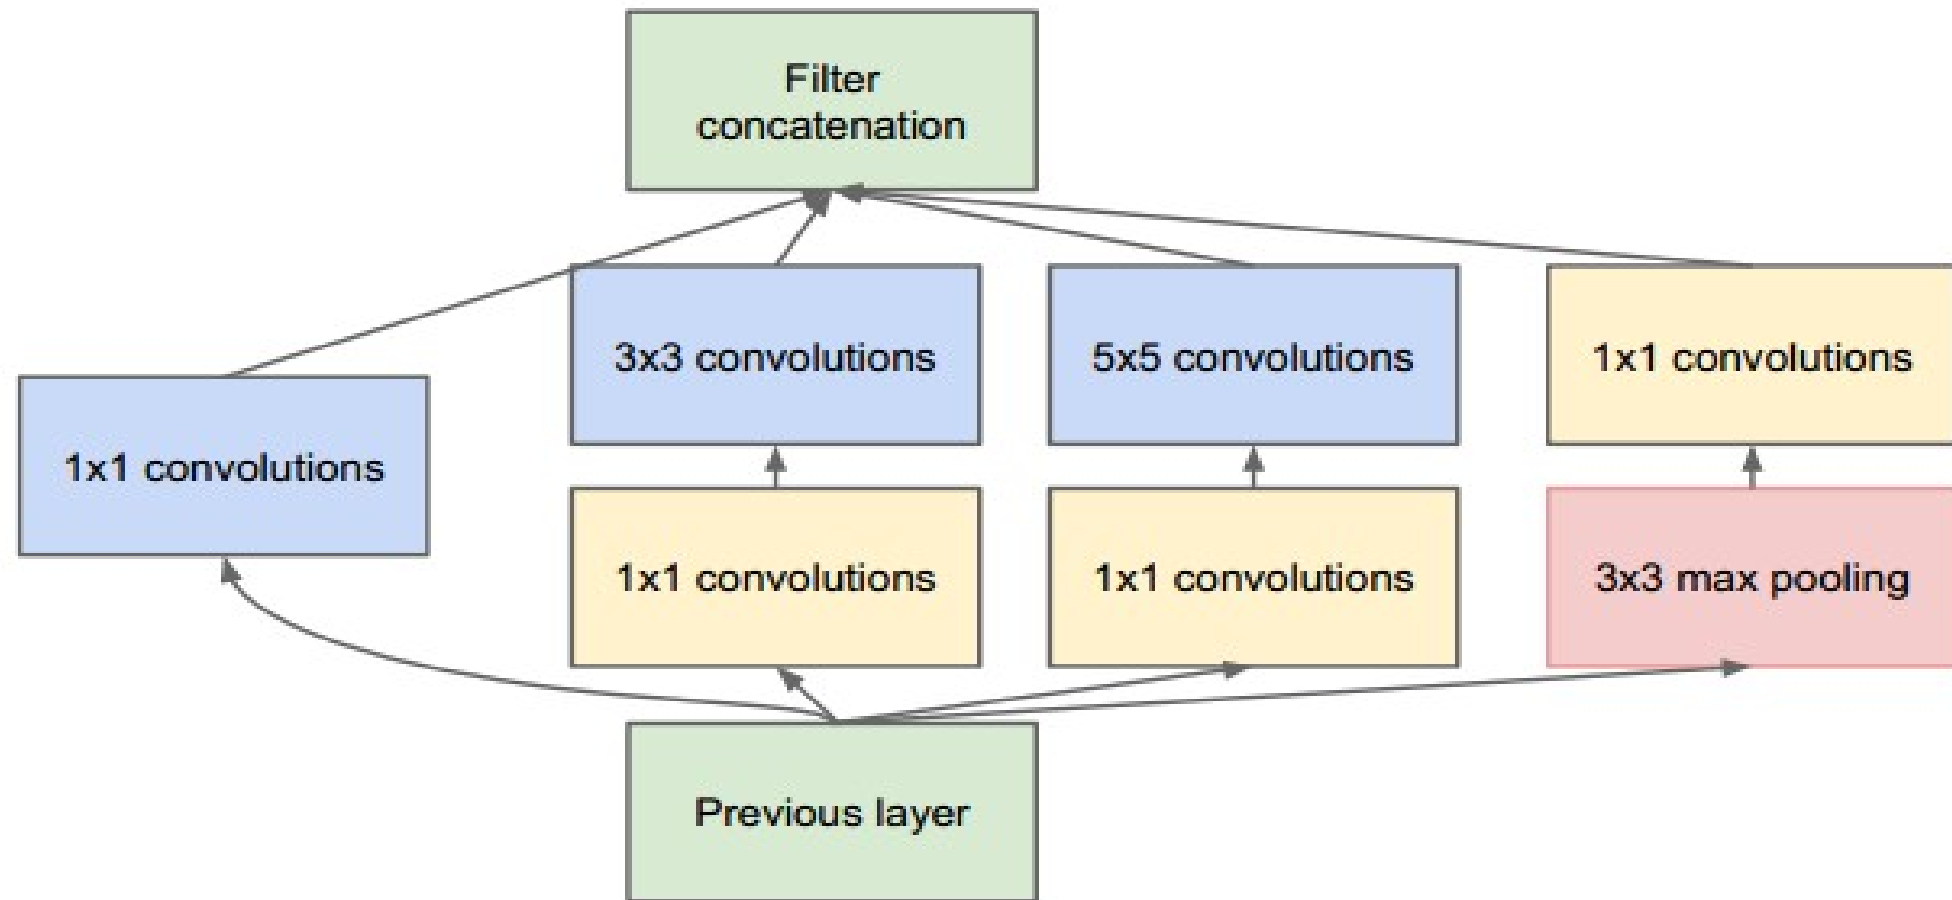 Filter
concatenation
3x3 convolutions
5x5 convolutions
1x1 convolutions
1x1 convolutions
1x1 convolutions
1x1 convolutions
3x3 max pooling
Previous layer